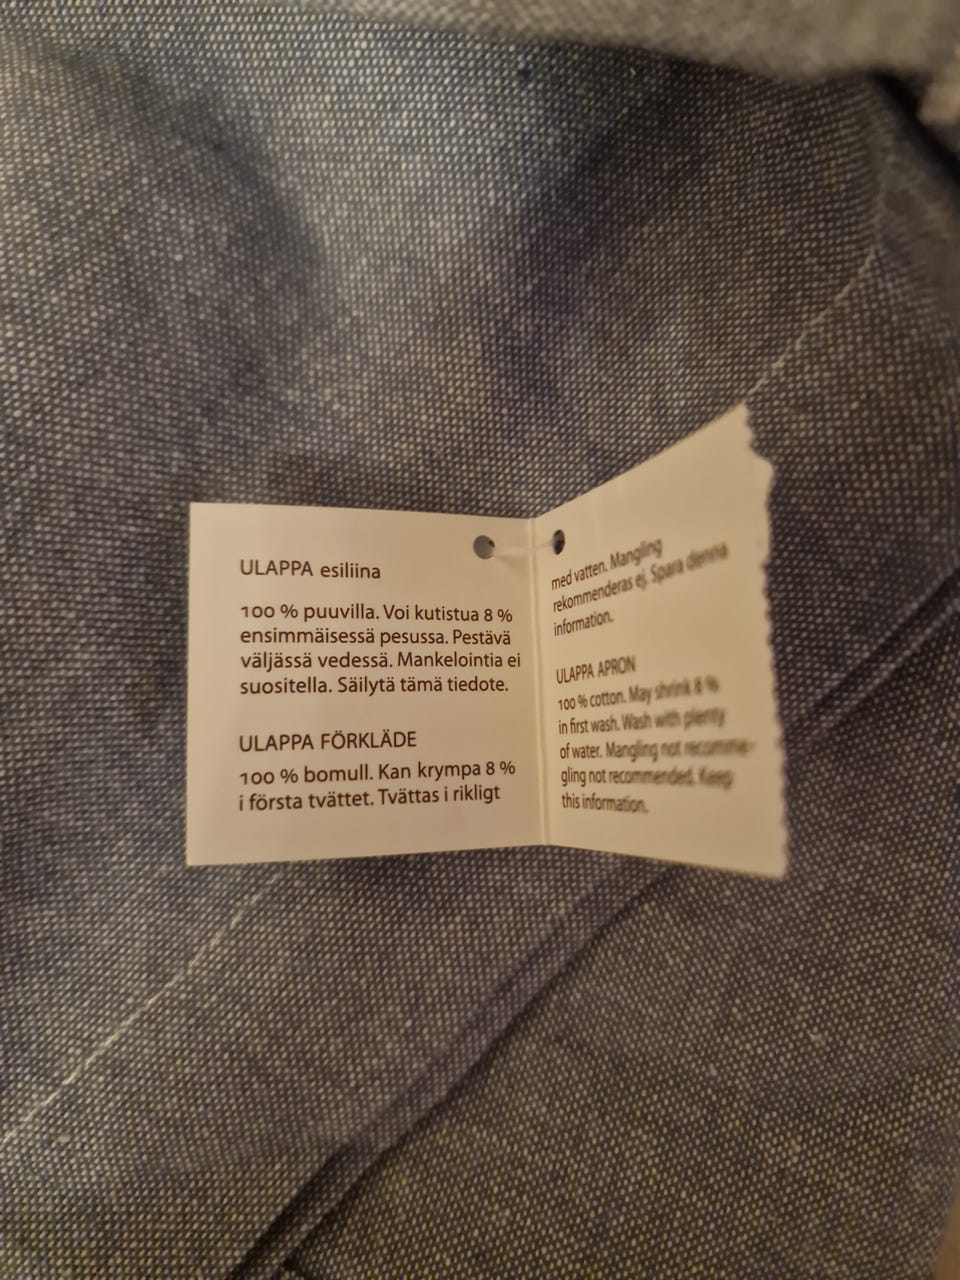 ULAPPA esiliina
100 % puuvilla. Voi kutistua 8 %
ensimmäisessä pesussa. Pestävä
väljässä vedessä. Mankelointia ei
suositella. Säilytä tämä tiedote.
ULAPPA FÖRKLÄDE
100 % bomull. Kan krympa 8 %
i första tvättet. Tvättas i rikligt
med vatten. Mangling
rekommenderas ej. Spara denna
information.
ULAPPA APRON
100 % cotton. May shrink 8 %
in first wash. Wash with plenty
of water. Mangling not recomme-
gling not recommended. Keep
this information.